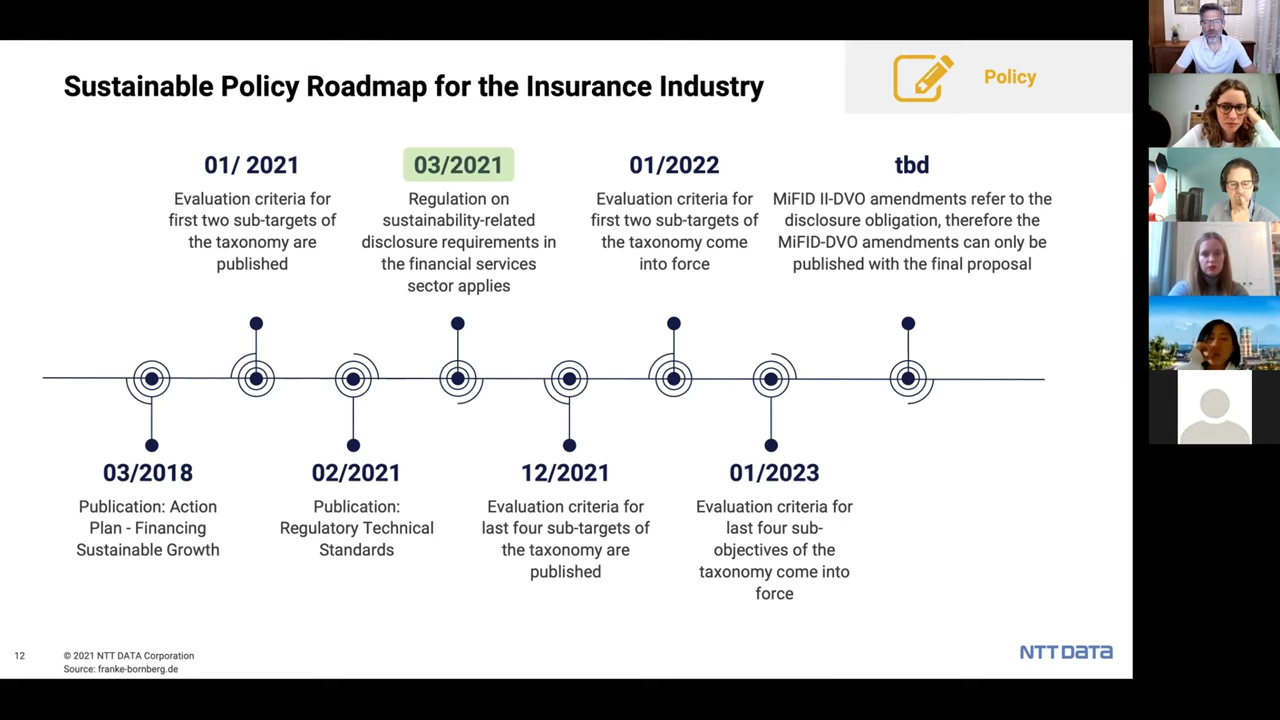 Sustainable Policy Roadmap for the Insurance Industry
Policy
01/ 2021
Evaluation criteria for
first two sub-targets of
the taxonomy are
published
03/2021
Regulation on
sustainability-related
disclosure requirements in
the financial services
sector applies
01/2022
Evaluation criteria for
first two sub-targets of
the taxonomy come
into force
tbd
MiFID II-DVO amendments refer to the
disclosure obligation, therefore the
MiFID-DVO amendments can only be
published with the final proposal
03/2018
Publication: Action
Plan - Financing
Sustainable Growth
02/2021
Publication:
Regulatory Technical
Standards
12/2021
Evaluation criteria for
last four sub-targets of
the taxonomy are
published
01/2023
Evaluation criteria for
last four sub-
objectives of the
taxonomy come into
force
12
© 2021 NTT DATA Corporation
Source: franke-bornberg.de
NTT DATA